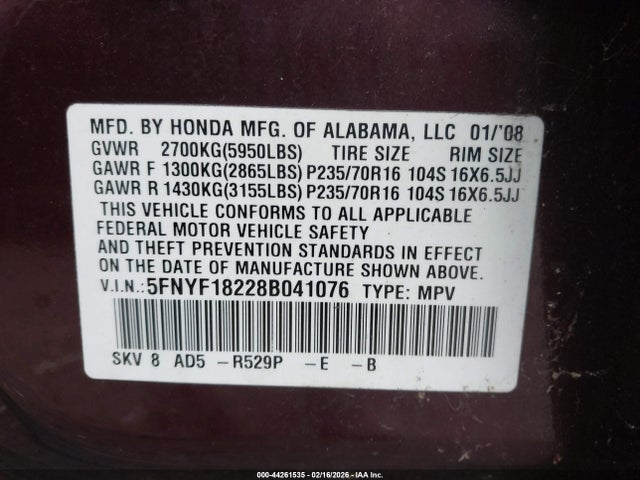 MFD. BY HONDA MFG. OF ALABAMA, LLC 01/'08
GVWR 2700KG(5950LBS) TIRE SIZE RIM SIZE
GAWR F 1300KG(2865LBS) P235/70R16 104S 16X6.5JJ
GAWR R 1430KG(3155LBS) P235/70R16 104S 16X6.5JJ
THIS VEHICLE CONFORMS TO ALL APPLICABLE
FEDERAL MOTOR VEHICLE SAFETY
AND THEFT PREVENTION STANDARDS IN EFFECT
ON THE DATE OF MANUFACTURE SHOWN ABOVE.
V.I.N.: 5FNYF18228B041076 TYPE: MPV
SKV 8 AD5 -R529P -E -B
000-44261535 - 02/16/2026 - IAA Inc.